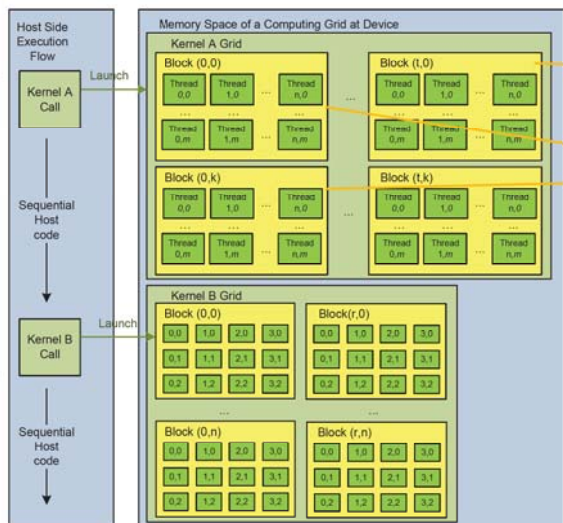 Host Side
Execution
Flow
Kernel A
Call
Sequential
Host
code
Kernel B
Call
Sequential
Host
code
Launch
Launch
Memory Space of a Computing Grid at Device
Kernel A Grid
Block (0,0)
Thread 0,0 Thread 1,0 ... Thread n,0
... ...
Thread 0,m Thread 1,m ... Thread n,m
...
Block (t,0)
Thread 0,0 Thread 1,0 ... Thread n,0
... ...
Thread 0,m Thread 1,m ... Thread n,m
Block (0,k)
Thread 0,0 Thread 1,0 ... Thread n,0
... ...
Thread 0,m Thread 1,m ... Thread n,m
...
Block (t,k)
Thread 0,0 Thread 1,0 ... Thread n,0
... ...
Thread 0,m Thread 1,m ... Thread n,m
Kernel B Grid
Block (0,0)
0,0 1,0 2,0 3,0
0,1 1,1 2,1 3,1
0,2 1,2 2,2 3,2
Block(r,0)
0,0 1,0 2,0 3,0
0,1 1,1 2,1 3,1
0,2 1,2 2,2 3,2
... ...
Block (0,n)
0,0 1,0 2,0 3,0
0,1 1,1 2,1 3,1
0,2 1,2 2,2 3,2
Block(r,n)
0,0 1,0 2,0 3,0
0,1 1,1 2,1 3,1
0,2 1,2 2,2 3,2